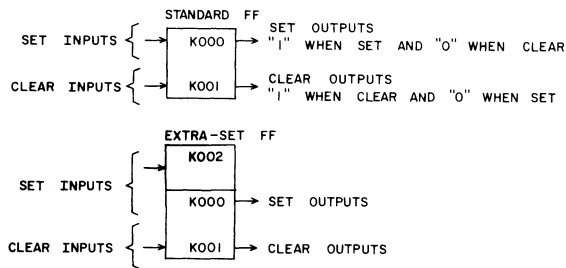 STANDARD FF
SET INPUTS
K000
SET OUTPUTS
"1" WHEN SET AND "0" WHEN CLEAR
CLEAR INPUTS
K001
CLEAR OUTPUTS
"1" WHEN CLEAR AND "0" WHEN SET
EXTRA-SET FF
K002
SET INPUTS
K000
SET OUTPUTS
CLEAR INPUTS
K001
CLEAR OUTPUTS